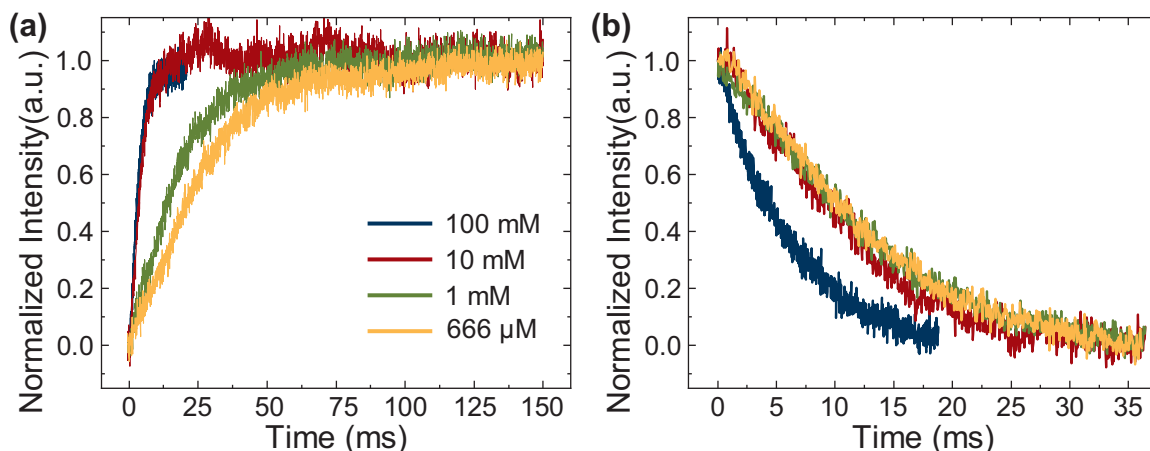 (a)
Normalized Intensity(a.u.)
1.0
0.8
0.6
0.4
0.2
0.0
100 mM
10 mM
1 mM
666 µM
0 25 50 75 100 125 150
Time (ms)
(b)
Normalized Intensity(a.u.)
1.0
0.8
0.6
0.4
0.2
0.0
0 5 10 15 20 25 30 35
Time (ms)